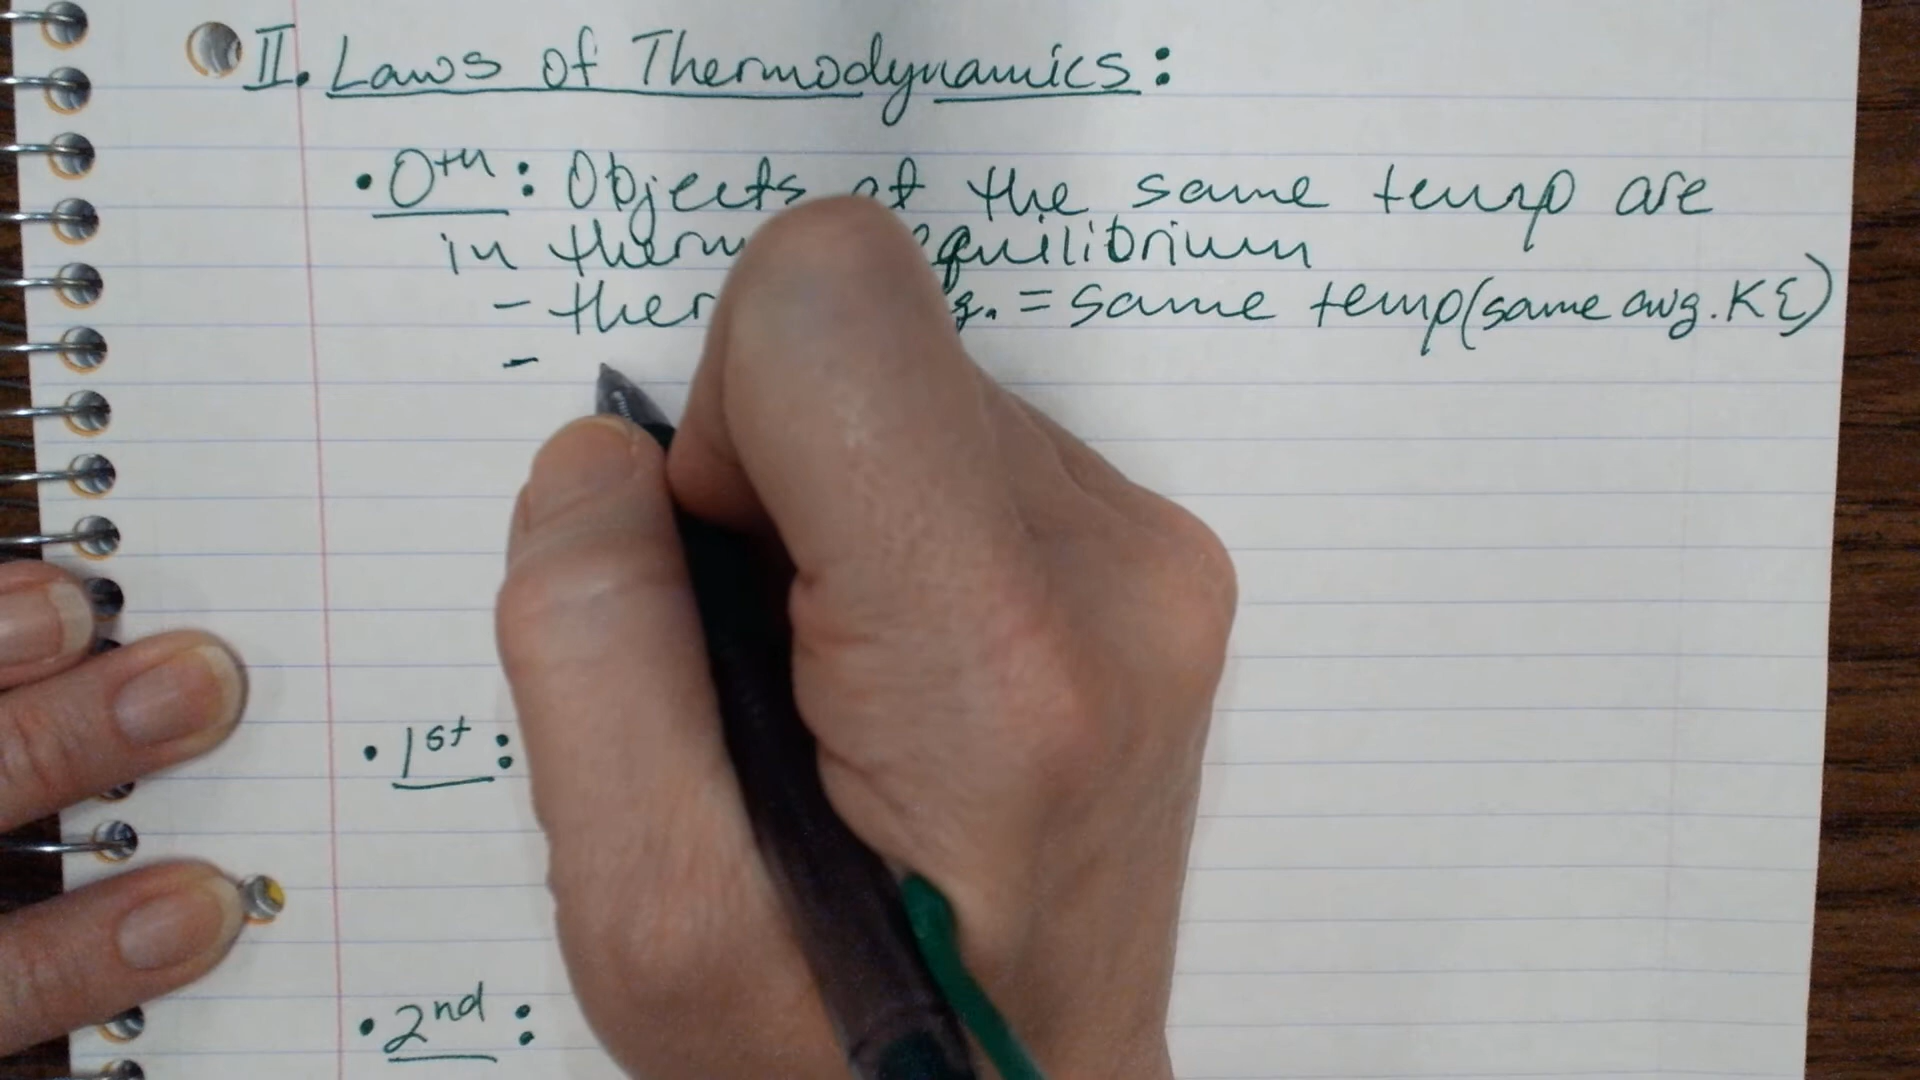 II. Laws of Thermodynamics:
• 0th: Objects at the same temp are
in equilibrium
- = same temp (same avg. KE)
-
• 1st:
• 2nd: